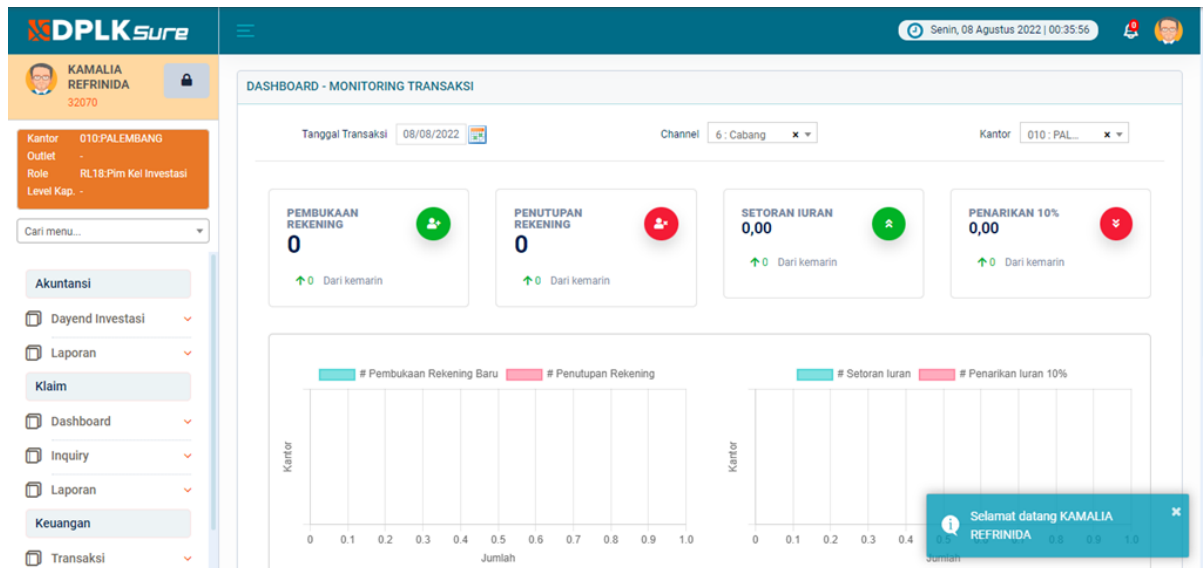 DPLKSure
Senin, 08 Agustus 2022 | 00:35:56
KAMALIA
REFRINIDA
32070
Kantor 010:PALEMBANG
Outlet -
Role RL18:Pim Kel Investasi
Level Kap. -
Cari menu...
Akuntansi
Dayend Investasi
Laporan
Klaim
Dashboard
Inquiry
Laporan
Keuangan
Transaksi
DASHBOARD - MONITORING TRANSAKSI
Tanggal Transaksi 08/08/2022 Channel 6 : Cabang x Kantor 010 : PAL... x
PEMBUKAAN
REKENING
0
0 Dari kemarin
PENUTUPAN
REKENING
0
0 Dari kemarin
SETORAN IURAN
0,00
0 Dari kemarin
PENARIKAN 10%
0,00
0 Dari kemarin
# Pembukaan Rekening Baru # Penutupan Rekening
Kantor
0 0.1 0.2 0.3 0.4 0.5 0.6 0.7 0.8 0.9 1.0
Jumlah
# Setoran Iuran # Penarikan Iuran 10%
Kantor
0 0.1 0.2 0.3 0.4 0.5 0.6 0.7 0.8 0.9 1.0
Jumlah
Selamat datang KAMALIA
REFRINIDA
x